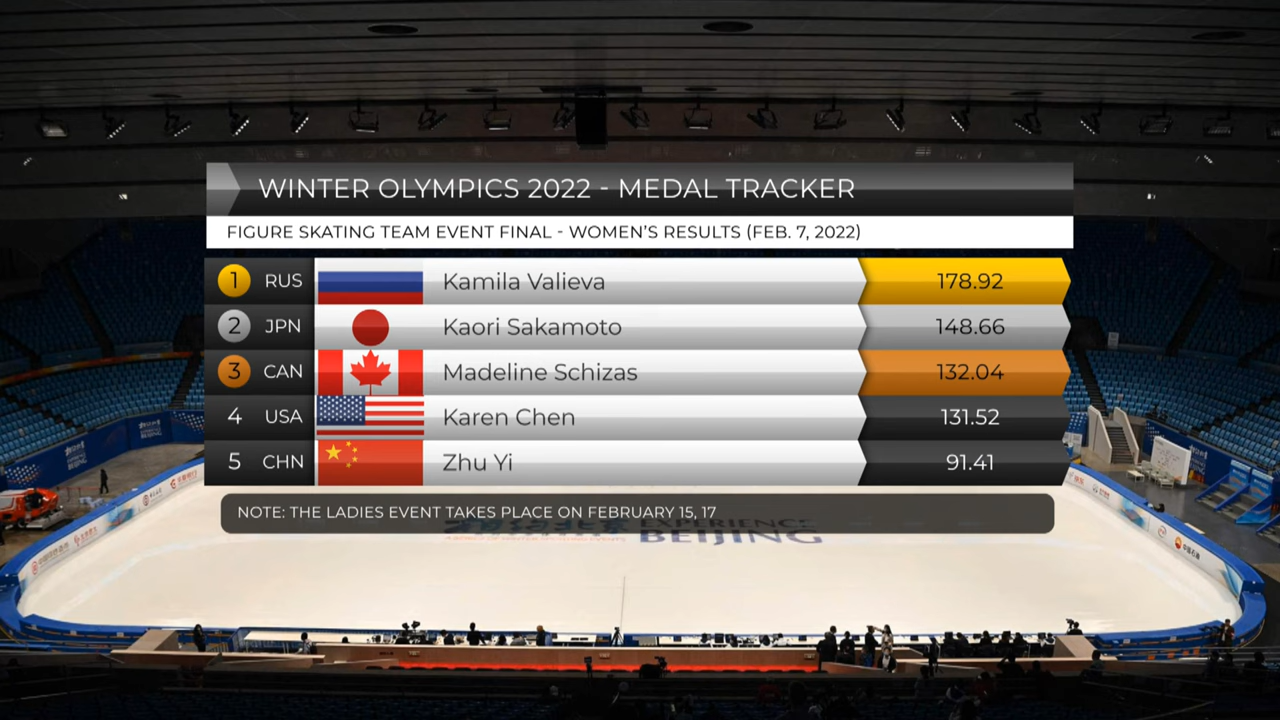 WINTER OLYMPICS 2022 - MEDAL TRACKER
FIGURE SKATING TEAM EVENT FINAL - WOMEN'S RESULTS (FEB. 7, 2022)
1 RUS Kamila Valieva 178.92
2 JPN Kaori Sakamoto 148.66
3 CAN Madeline Schizas 132.04
4 USA Karen Chen 131.52
5 CHN Zhu Yi 91.41
NOTE: THE LADIES EVENT TAKES PLACE ON FEBRUARY 15, 17
EXPERIENCE
BEIJING